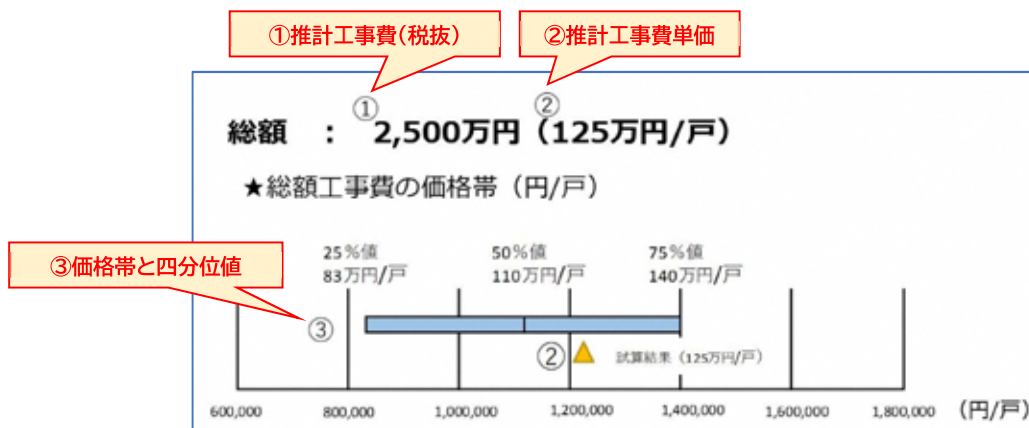 ①推計工事費(税抜)
②推計工事費単価
① ②
総額 : 2,500万円(125万円/戸)
★総額工事費の価格帯(円/戸)
③価格帯と四分位値
25%値 50%値 75%値
83万円/戸 110万円/戸 140万円/戸
③
② 試算結果(125万円/戸)
600,000 800,000 1,000,000 1,200,000 1,400,000 1,600,000 1,800,000 (円/戸)